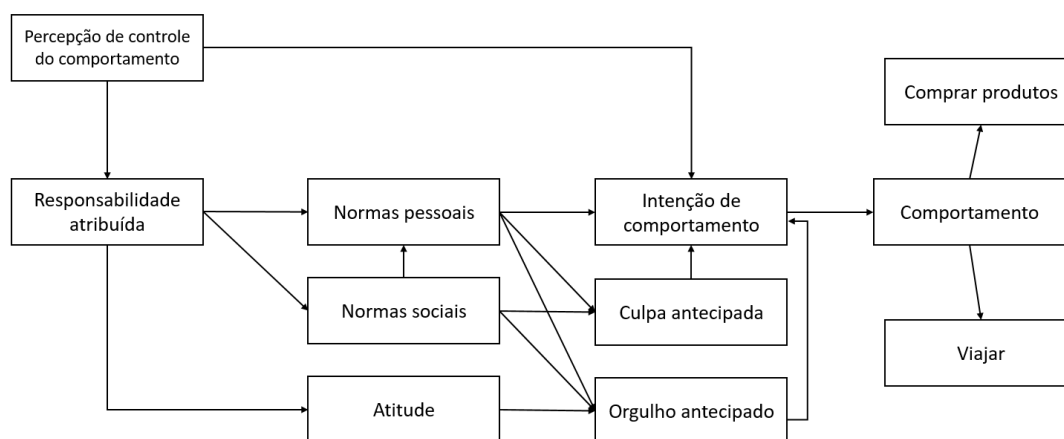 Percepção de controle
do comportamento
Comprar produtos
Responsabilidade
atribuída
Normas pessoais
Intenção de
comportamento
Comportamento
Normas sociais
Culpa antecipada
Viajar
Atitude
Orgulho antecipado